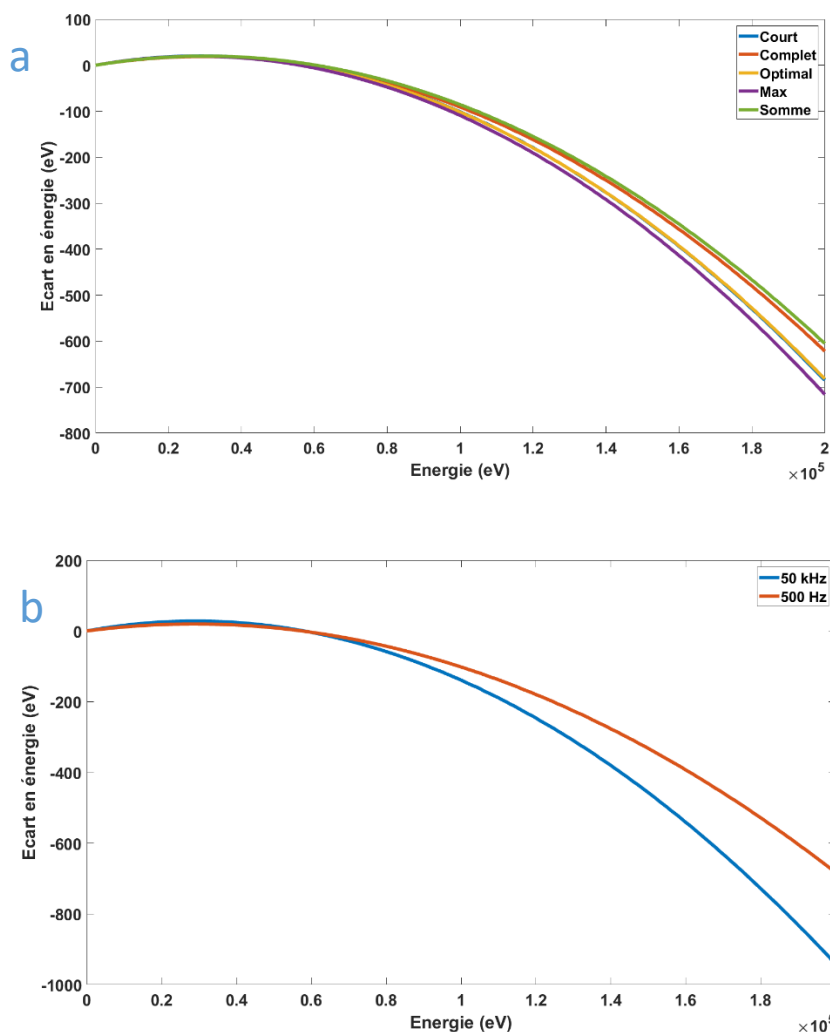 a
100
0
-100
-200
-300
-400
-500
-600
-700
-800
Ecart en énergie (eV)
Court
Complet
Optimal
Max
Somme
0 0.2 0.4 0.6 0.8 1 1.2 1.4 1.6 1.8 2
Energie (eV)
×10⁵
b
200
0
-200
-400
-600
-800
-1000
Ecart en énergie (eV)
50 kHz
500 Hz
0 0.2 0.4 0.6 0.8 1 1.2 1.4 1.6 1.8
Energie (eV)